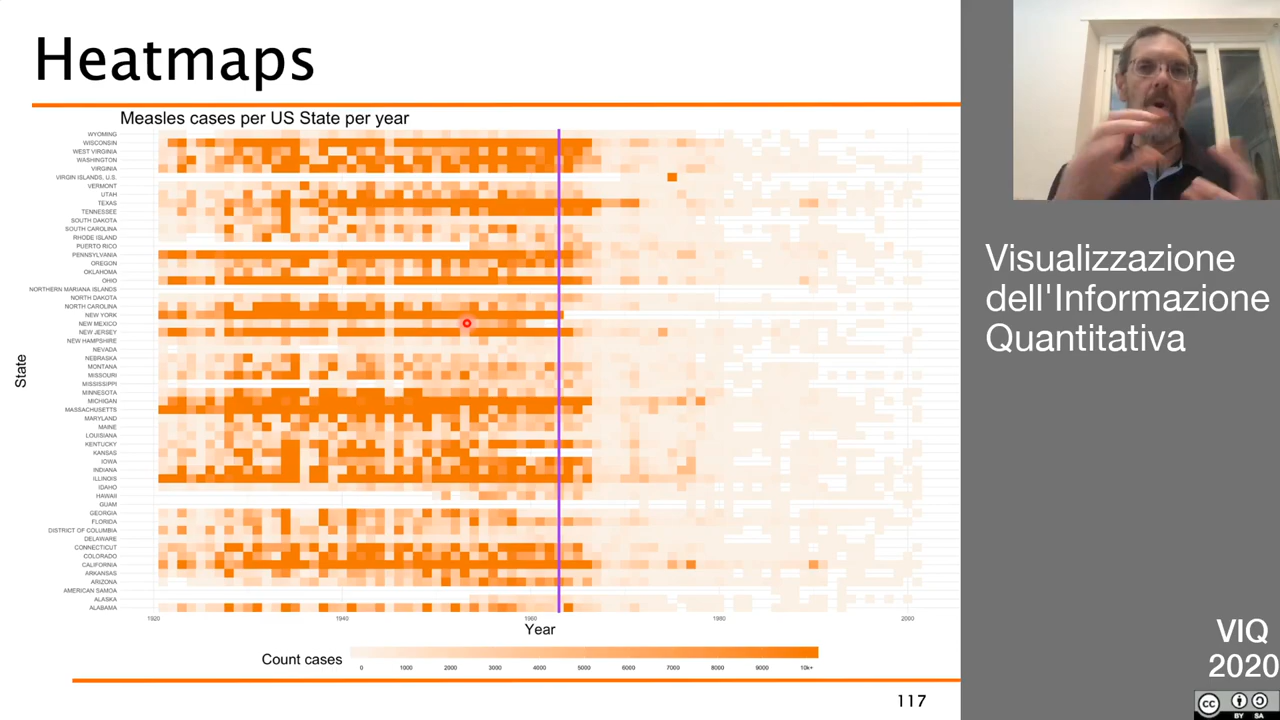 Heatmaps
Measles cases per US State per year
WYOMING
WISCONSIN
WEST VIRGINIA
WASHINGTON
VIRGINIA
VIRGIN ISLANDS, U.S.
VERMONT
UTAH
TEXAS
TENNESSEE
SOUTH DAKOTA
SOUTH CAROLINA
RHODE ISLAND
PUERTO RICO
PENNSYLVANIA
OREGON
OKLAHOMA
OHIO
NORTHERN MARIANA ISLANDS
NORTH DAKOTA
NORTH CAROLINA
NEW YORK
NEW MEXICO
NEW JERSEY
NEW HAMPSHIRE
NEVADA
NEBRASKA
MONTANA
MISSOURI
MISSISSIPPI
MINNESOTA
MICHIGAN
MASSACHUSETTS
MARYLAND
MAINE
LOUISIANA
KENTUCKY
KANSAS
IOWA
INDIANA
ILLINOIS
IDAHO
HAWAII
GUAM
GEORGIA
FLORIDA
DISTRICT OF COLUMBIA
DELAWARE
CONNECTICUT
COLORADO
CALIFORNIA
ARKANSAS
ARIZONA
AMERICAN SAMOA
ALASKA
ALABAMA
State
1920 1940 1960 1980 2000
Year
Count cases
0 1000 2000 3000 4000 5000 6000 7000 8000 9000 10k+
117
Visualizzazione
dell'Informazione
Quantitativa
VIQ
2020
CC BY SA